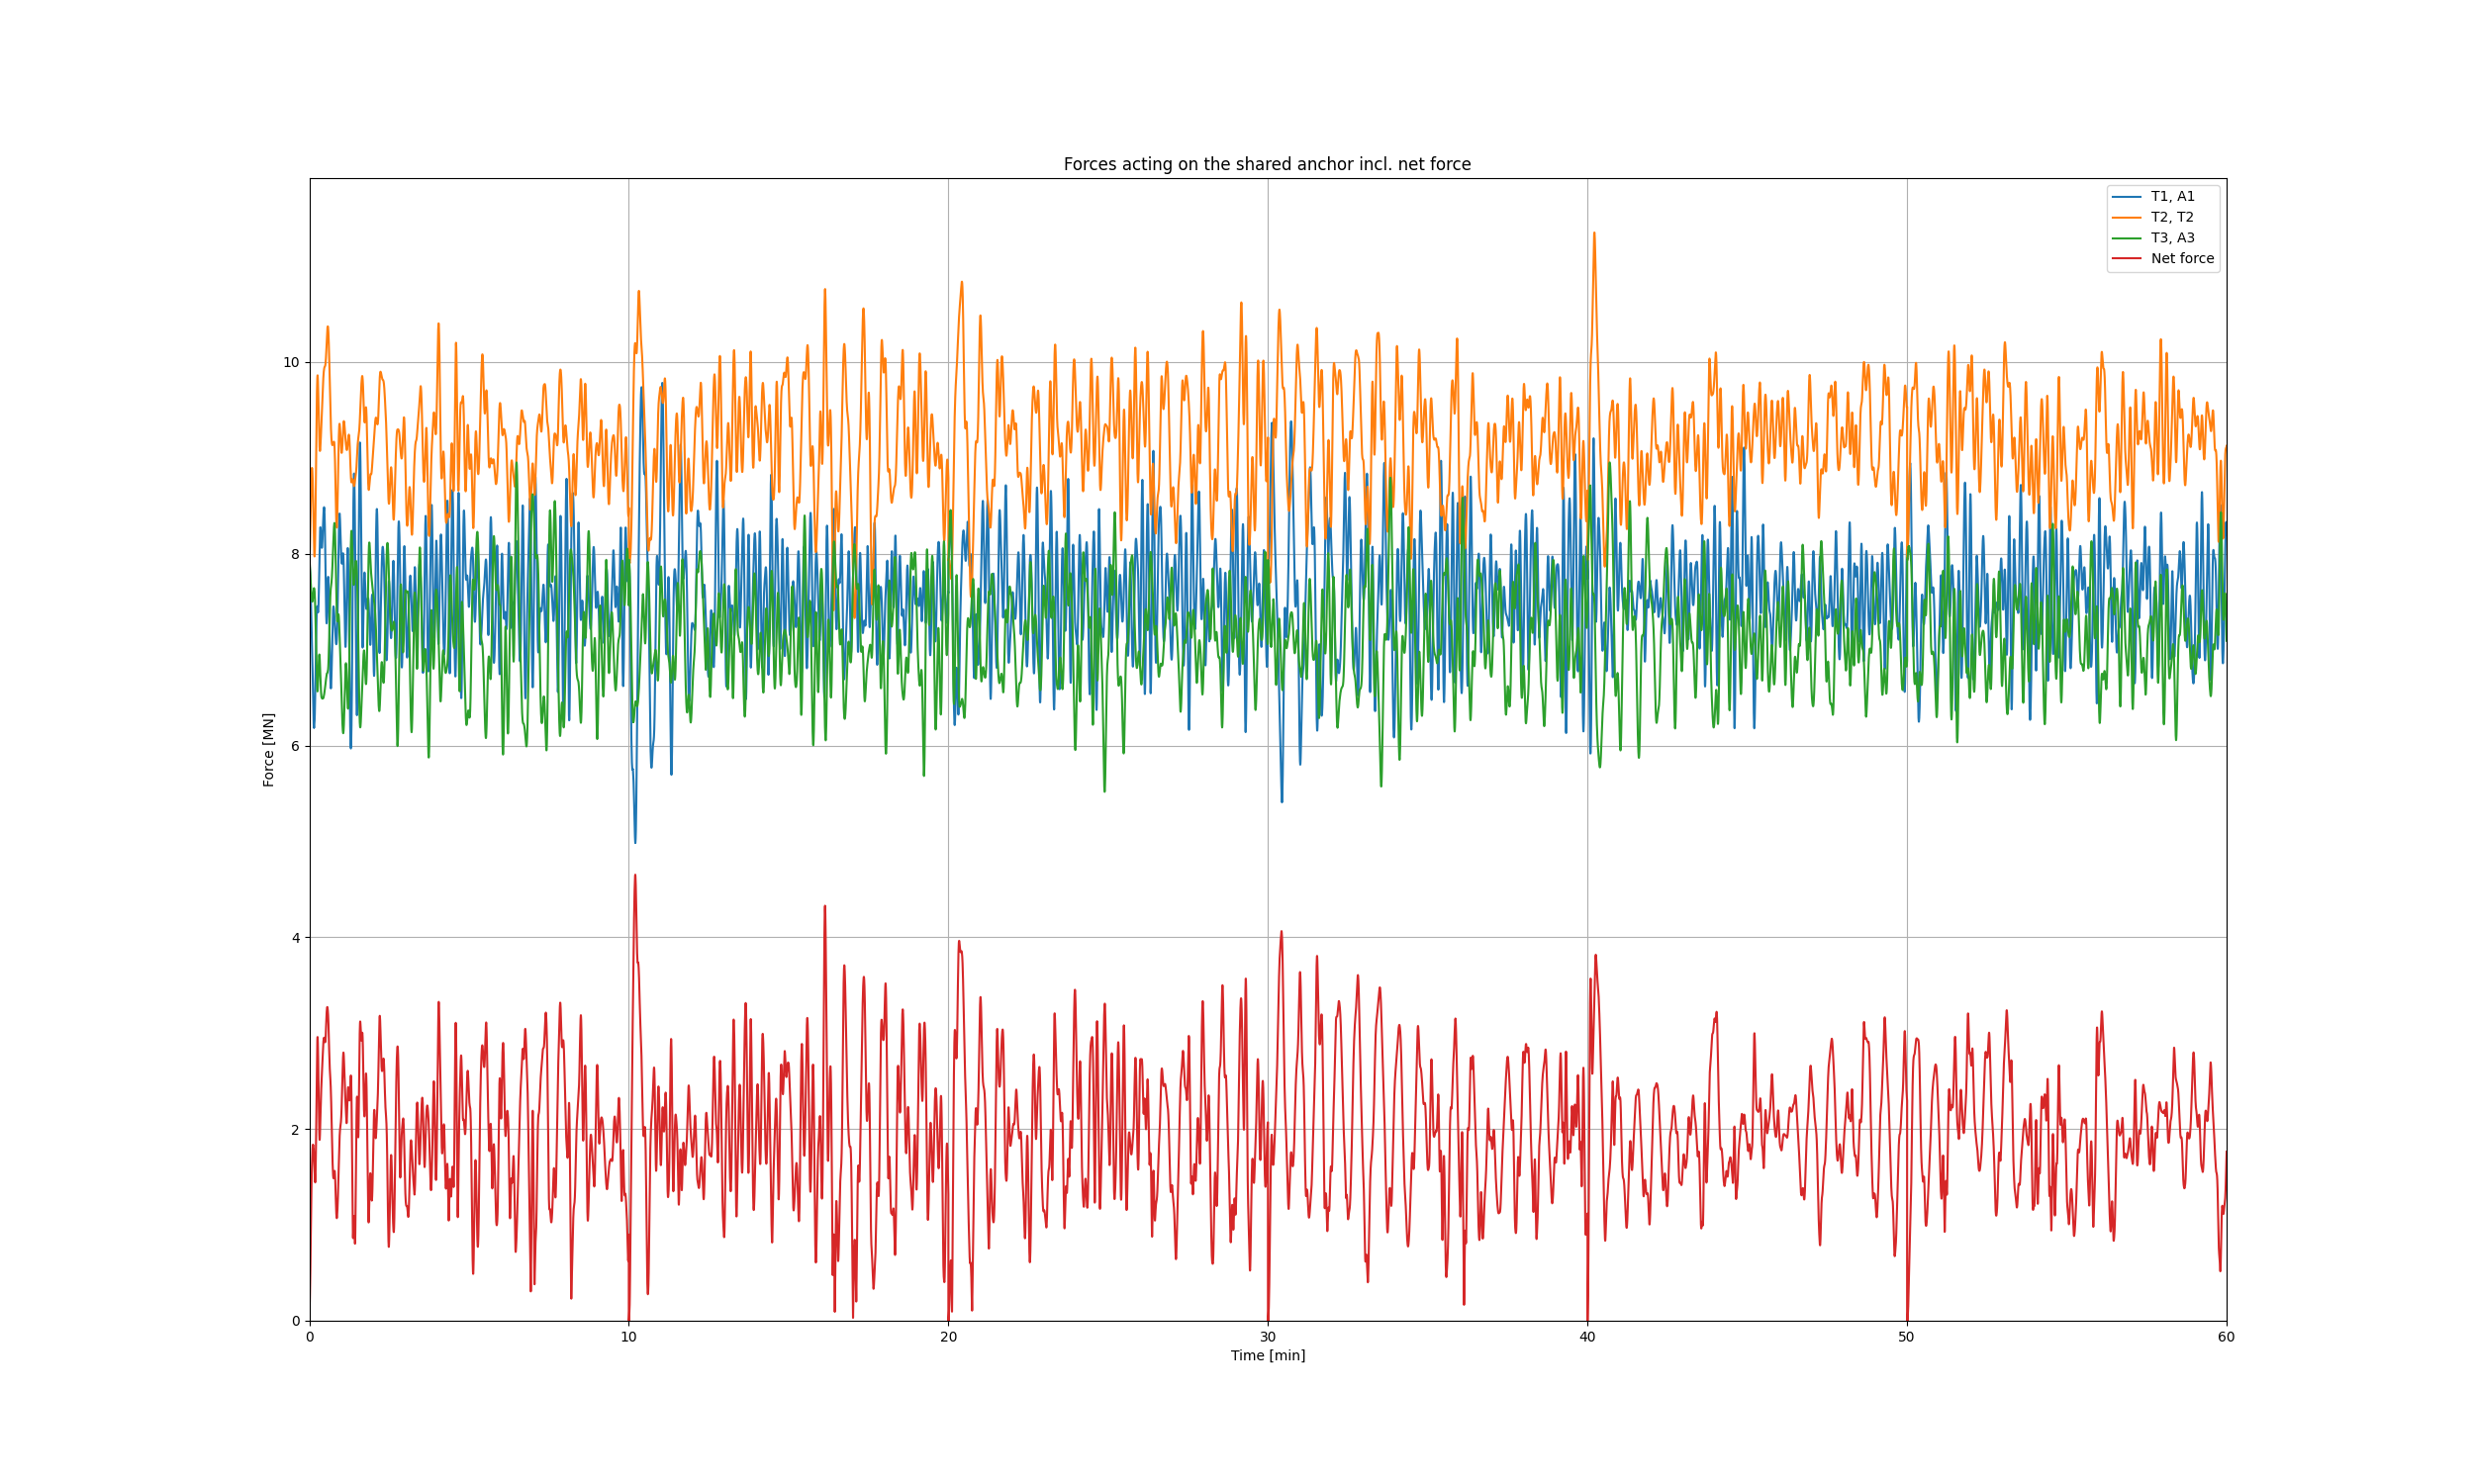 Forces acting on the shared anchor incl. net force
T1, A1
T2, T2
T3, A3
Net force
Force [MN]
10
8
6
4
2
0
0 10 20 30 40 50 60
Time [min]